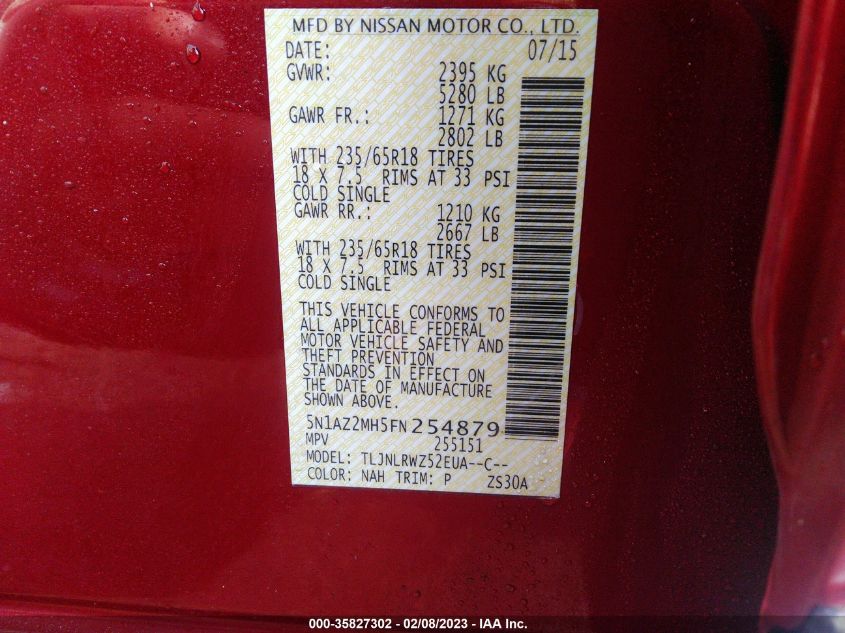 MFD BY NISSAN MOTOR CO., LTD.
DATE: 07/15
GVWR: 2395 KG
5280 LB
GAWR FR.: 1271 KG
2802 LB
WITH 235/65R18 TIRES
18 X 7.5 RIMS AT 33 PSI
COLD SINGLE
GAWR RR.: 1210 KG
2667 LB
WITH 235/65R18 TIRES
18 X 7.5 RIMS AT 33 PSI
COLD SINGLE
THIS VEHICLE CONFORMS TO
ALL APPLICABLE FEDERAL
MOTOR VEHICLE SAFETY AND
THEFT PREVENTION
STANDARDS IN EFFECT ON
THE DATE OF MANUFACTURE
SHOWN ABOVE.
5N1AZ2MH5FN254879
MPV 255151
MODEL: TLJNLRWZ52EUA--C--
COLOR: NAH TRIM: P ZS30A
000-35827302 - 02/08/2023 - IAA Inc.